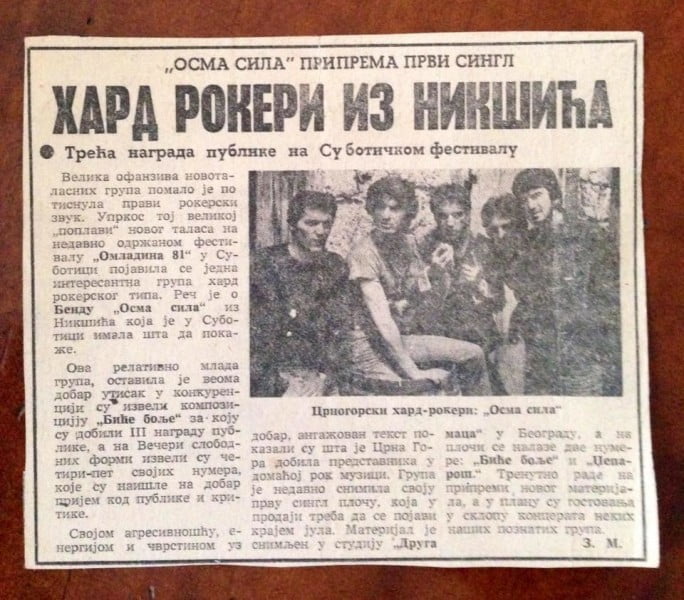 „ОСМА СИЛА“ ПРИПРЕМА ПРВИ СИНГЛ
ХАРД РОКЕРИ ИЗ НИКШИЋА
● Трећа награда публике на Суботичком фестивалу
Велика офанзива новота-
ласних група помало је по
тиснула прави рокерски
звук. Упркос тој великој
„поплави“ новог таласа на
недавно одржаном фести-
валу „Омладина 81“ у Су-
ботици појавила се једна
интересантна група хард
рокерског типа. Реч је о
Бенду „Осма сила“ из
Никшића која је у Субо-
тици имала шта да пока-
же.
Ова релативно млада
група, оставила је веома
добар утисак у конкурен-
цији су извели компози-
цију „Биће боље“ за коју
су добили III награду публ
ике, а на Вечери слобод-
них форми извели су че-
тири-пет својих нумера,
које су наишле на добар
пријем код публике и кри-
тике.
Својом агресивношћу, е-
нергијом и чврстином уз
Црногорски хард-рокери: „Осма сила“
добар, ангажован текст по-
казали су шта је Црна Го-
ра добила представника у
домаћој рок музици. Група
је недавно снимила своју
прву сингл плочу, која у
продаји треба да се појави
крајем јула. Материјал је
снимљен у студију „Друга
маца“ у Београду, а на
плочи се налазе две нуме-
ре: „Биће боље“ и „Цепа-
рош.“ Тренутно раде на
припреми новог материја-
ла, а у плану су гостовања
у склопу концерата неких
наших познатих група.
З. М.